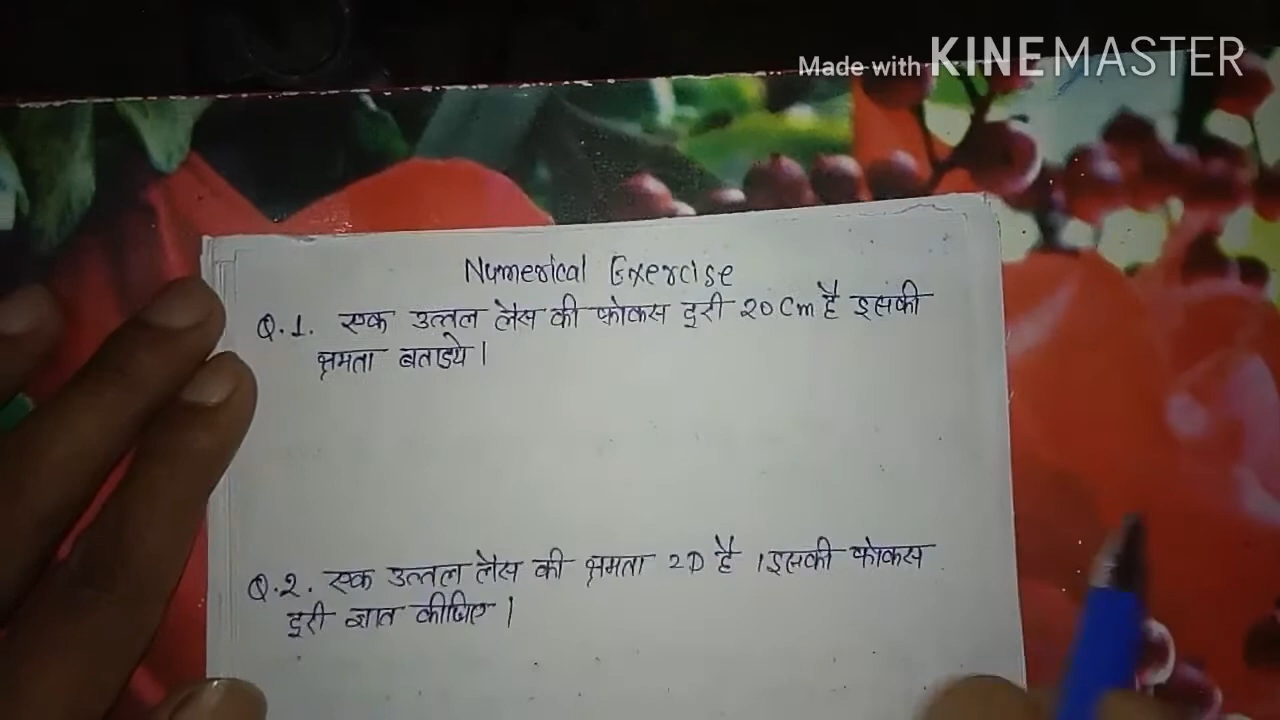 Made with KINEMASTER
Numerical Exercise
Q.1. एक उत्तल लैंस की फोकस दूरी 20 Cm है इसकी
क्षमता बताइये।
Q.2. एक उत्तल लैंस की क्षमता 2D है। इसकी फोकस
दूरी ज्ञात कीजिए।